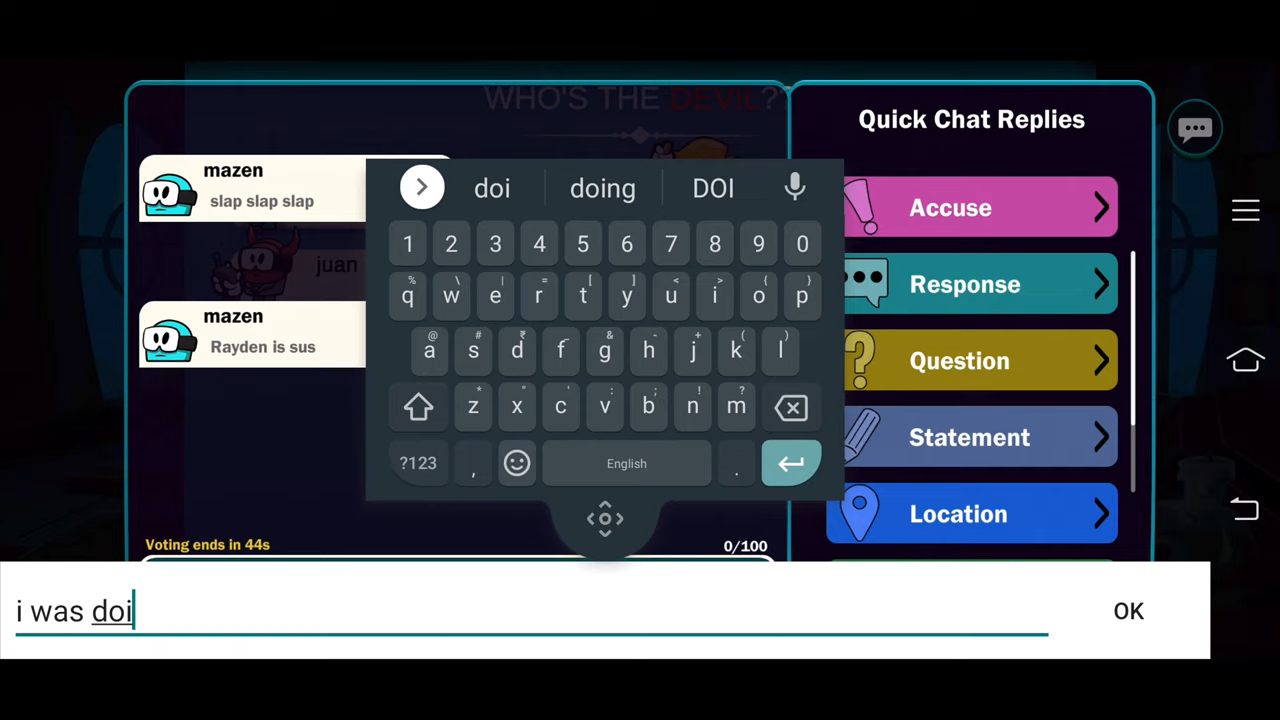 WHO'S THE DEVIL?
Quick Chat Replies
mazen
slap slap slap
juan
mazen
Rayden is sus
doi doing DOI
1 2 3 4 5 6 7 8 9 0
% \ | = [ ] < > { }
q w e r t y u i o p
@ # ₹ _ & - + ( )
a s d f g h j k l
* " ' : ; ! ?
z x c v b n m
?123 , English .
Accuse
Response
Question
Statement
Location
Voting ends in 44s
0/100
i was doi
OK